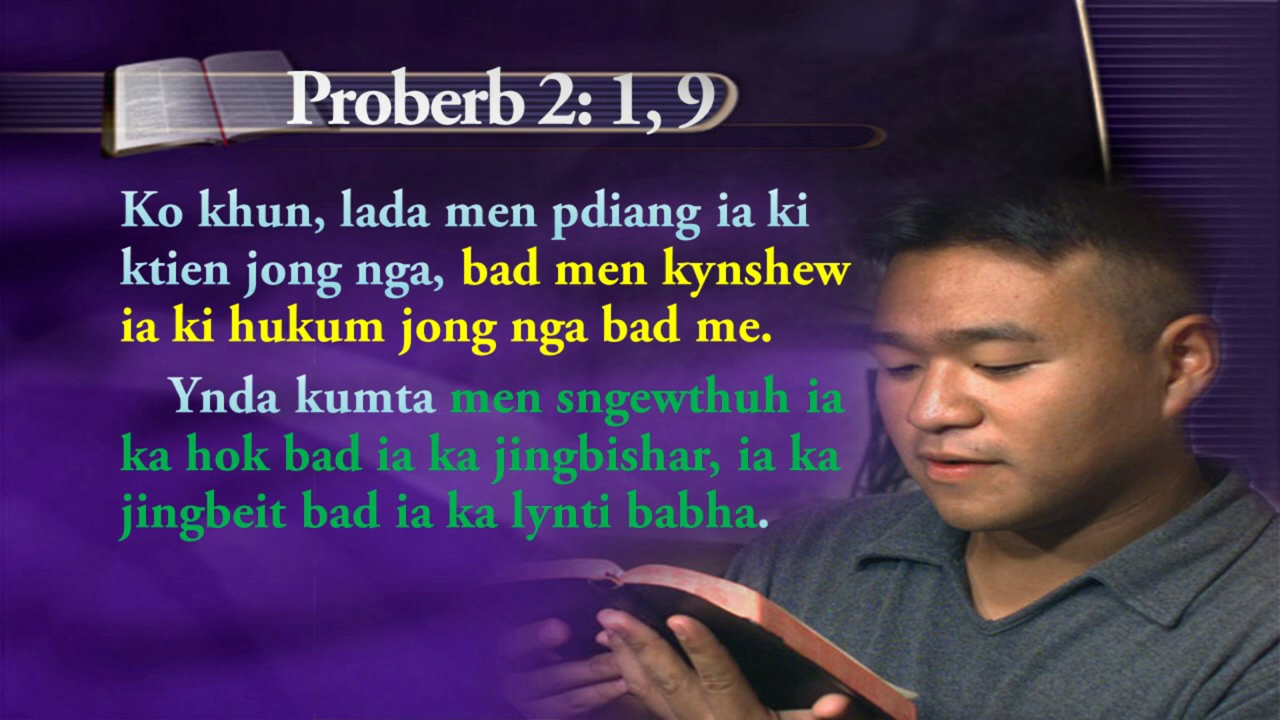 Proberb 2: 1, 9
Ko khun, lada men pdiang ia ki
ktien jong nga, bad men kynshew
ia ki hukum jong nga bad me.
Ynda kumta men sngewthuh ia
ka hok bad ia ka jingbishar, ia ka
jingbeit bad ia ka lynti babha.